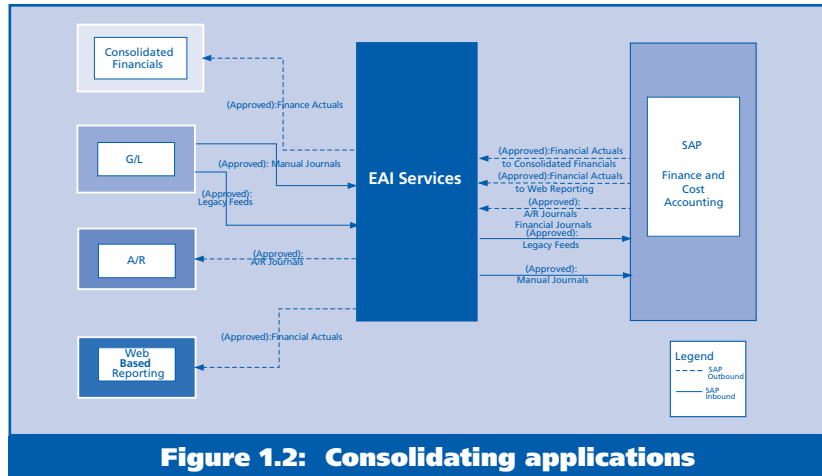 Consolidated
Financials
(Approved):Finance Actuals
G/L
(Approved): Manual Journals
(Approved):
Legacy Feeds
A/R
(Approved):
A/R Journals
(Approved):Financial Actuals
Web
Based
Reporting
EAI Services
(Approved):Financial Actuals
to Consolidated Financials
(Approved):Financial Actuals
to Web Reporting
(Approved):
A/R Journals
Financial Journals
(Approved):
Legacy Feeds
(Approved):
Manual Journals
SAP
Finance and
Cost
Accounting
Legend
SAP
Outbound
SAP
Inbound
Figure 1.2: Consolidating applications